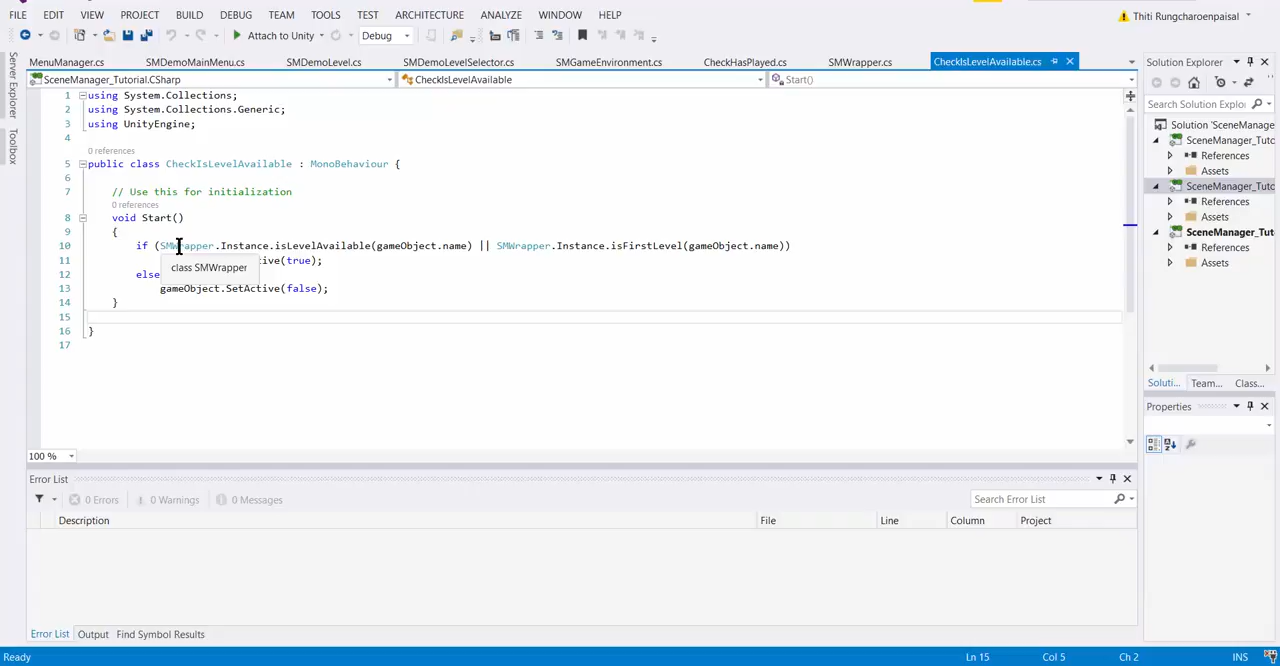 FILE EDIT VIEW PROJECT BUILD DEBUG TEAM TOOLS TEST ARCHITECTURE ANALYZE WINDOW HELP Thiti Rungcharoenpaisal
Attach to Unity Debug
MenuManager.cs SMDemoMainMenu.cs SMDemoLevel.cs SMDemoLevelSelector.cs SMGameEnvironment.cs CheckHasPlayed.cs SMWrapper.cs CheckIsLevelAvailable.cs
SceneManager_Tutorial.CSharp CheckIsLevelAvailable Start()
Server Explorer
Toolbox
1 using System.Collections;
2 using System.Collections.Generic;
3 using UnityEngine;
4
0 references
5 public class CheckIsLevelAvailable : MonoBehaviour {
6
7 // Use this for initialization
0 references
8 void Start()
9 {
10 if (SMWrapper.Instance.isLevelAvailable(gameObject.name) || SMWrapper.Instance.isFirstLevel(gameObject.name))
11 tive(true);
class SMWrapper
12 else
13 gameObject.SetActive(false);
14 }
15
16 }
17
100 %
Solution Explorer
Search Solution Explo
Solution 'SceneManage
SceneManager_Tuto
References
Assets
SceneManager_Tuto
References
Assets
SceneManager_Tut
References
Assets
Soluti... Team... Class...
Properties
Error List
0 Errors 0 Warnings 0 Messages Search Error List
Description File Line Column Project
Error List Output Find Symbol Results
Ready Ln 15 Col 5 Ch 2 INS